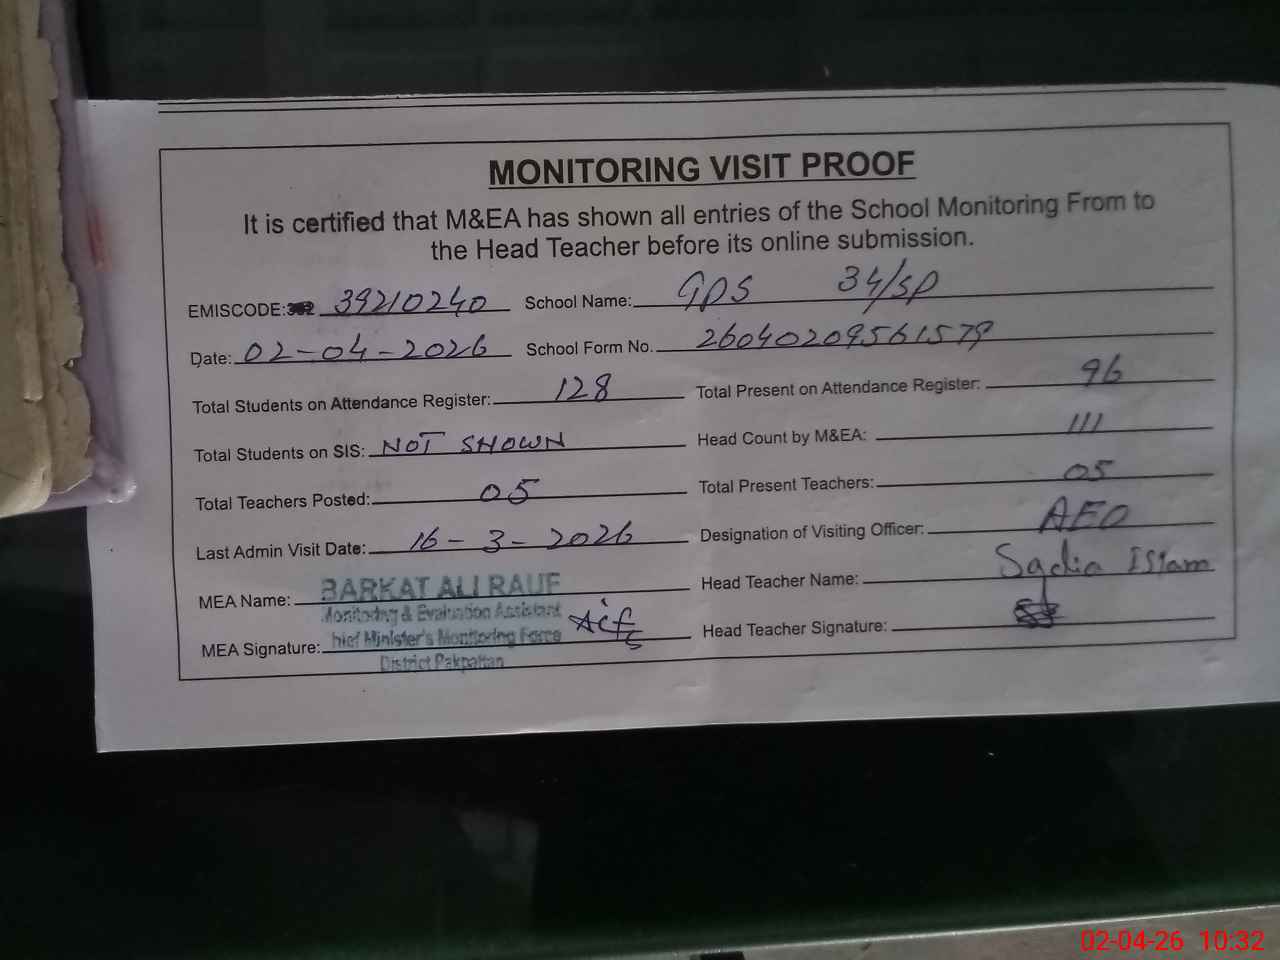 MONITORING VISIT PROOF
It is certified that M&EA has shown all entries of the School Monitoring From to
the Head Teacher before its online submission.
EMISCODE: 39210240 School Name: GPS 34/SP
Date: 02-04-2026 School Form No. 26040209561579
Total Students on Attendance Register: 128 Total Present on Attendance Register: 96
Total Students on SIS: NOT SHOWN Head Count by M&EA: 111
Total Teachers Posted: 05 Total Present Teachers: 05
Last Admin Visit Date: 16-3-2026 Designation of Visiting Officer: AEO
MEA Name: BARKAT ALI RAUF Head Teacher Name: Sadia Islam
Monitoring & Evaluation Assistant
MEA Signature: hief Minister's Monitoring Force Head Teacher Signature:
District Pakpattan
02-04-26 10:32